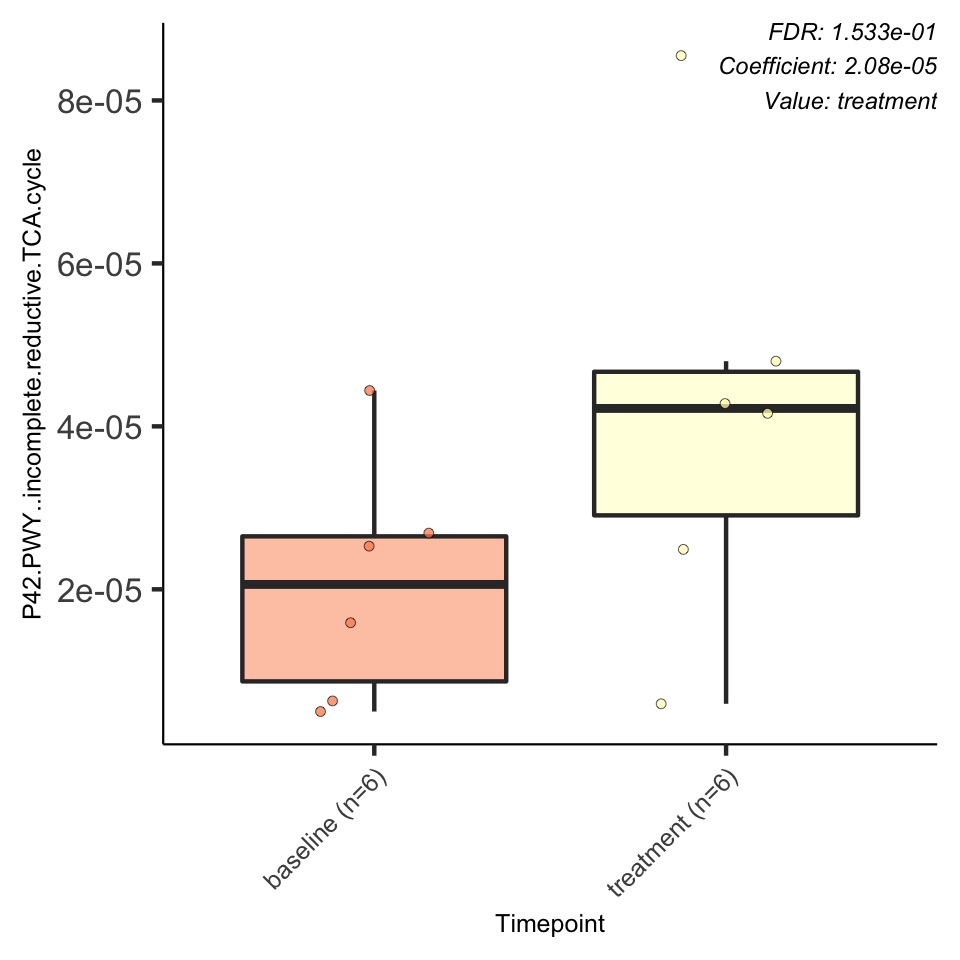 FDR: 1.533e-01
Coefficient: 2.08e-05
Value: treatment
P42.PWY..incomplete.reductive.TCA.cycle
8e-05
6e-05
4e-05
2e-05
baseline (n=6)
treatment (n=6)
Timepoint